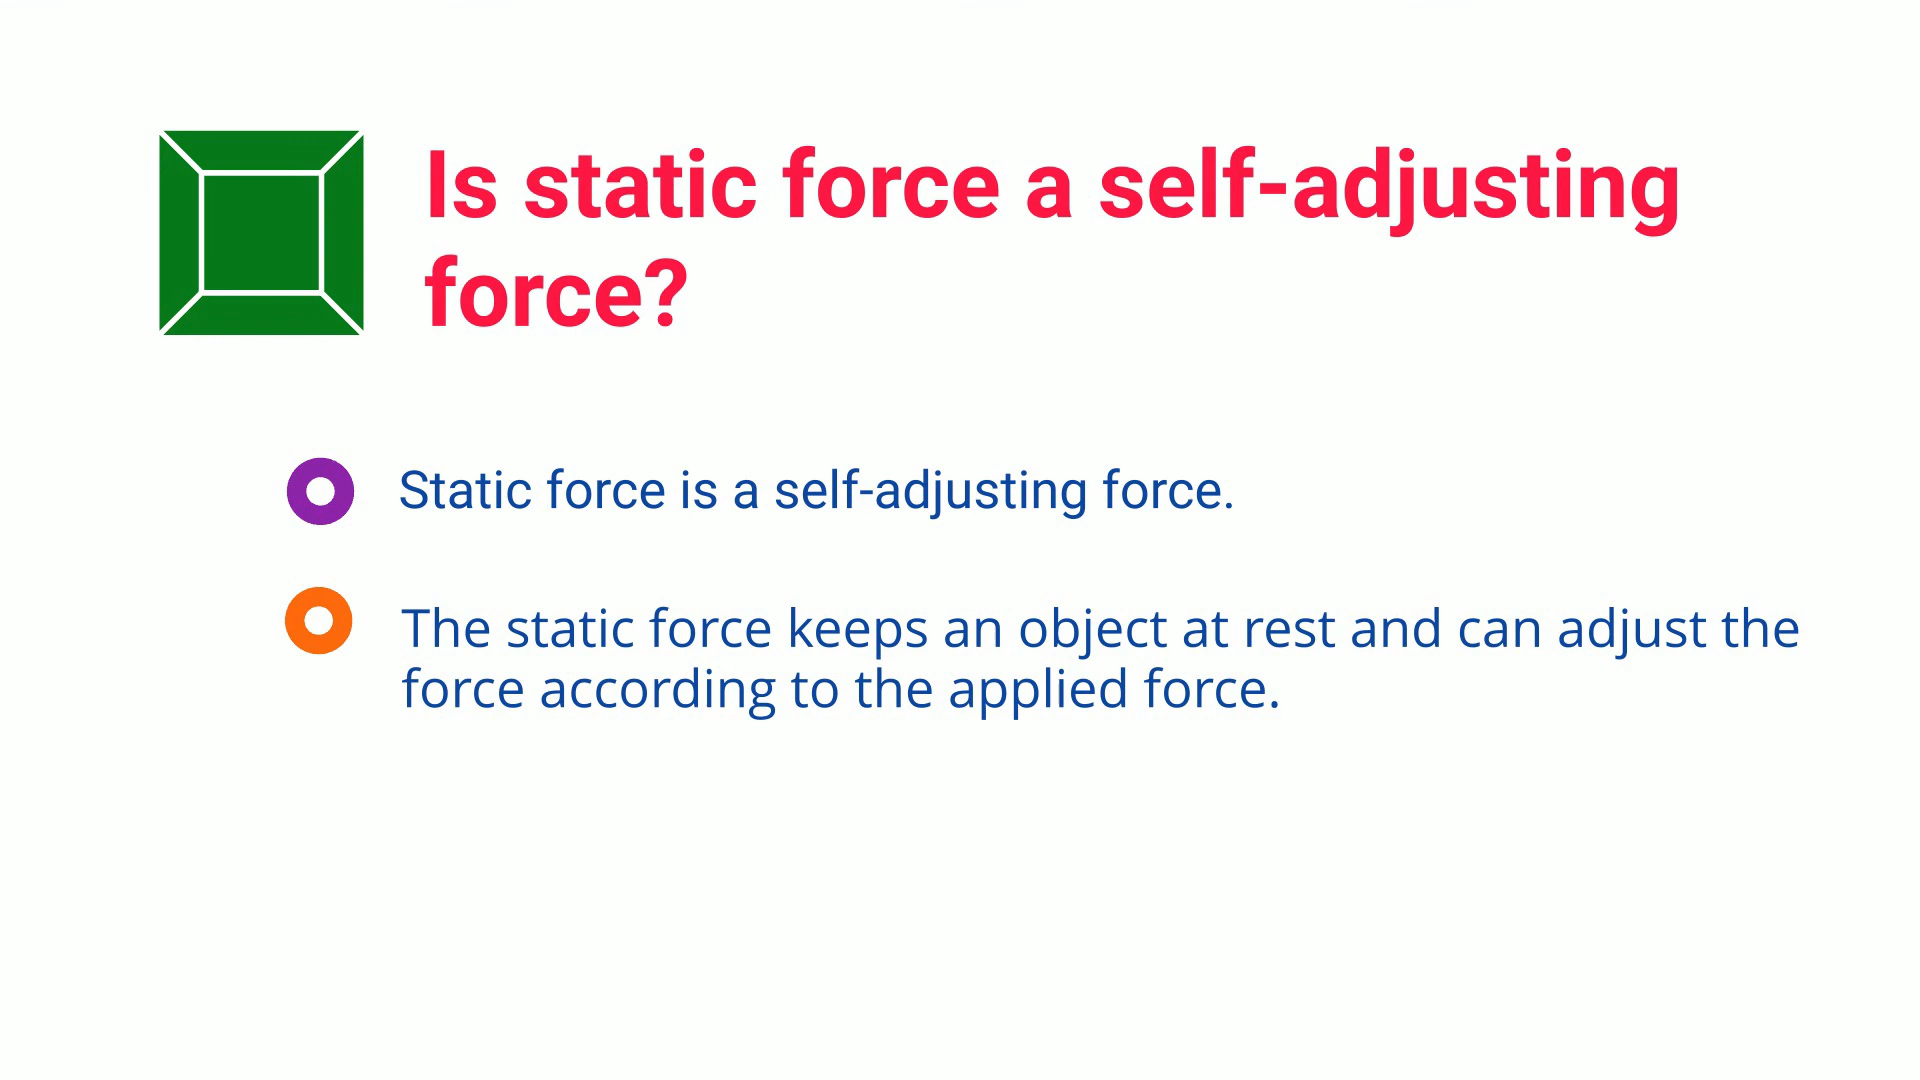 Is static force a self-adjusting
force?
Static force is a self-adjusting force.
The static force keeps an object at rest and can adjust the
force according to the applied force.